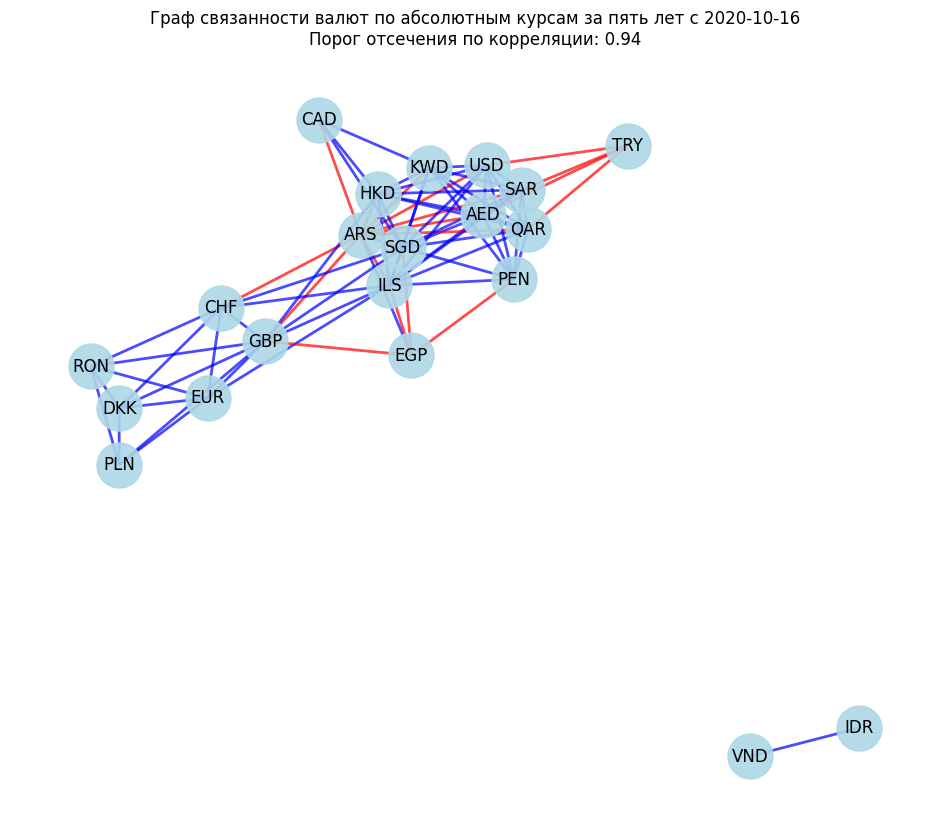 Граф связанности валют по абсолютным курсам за пять лет с 2020-10-16
Порог отсечения по корреляции: 0.94
CAD
TRY
KWD
USD
HKD
SAR
AED
ARS
QAR
SGD
PEN
ILS
CHF
GBP
EGP
RON
EUR
DKK
PLN
IDR
VND